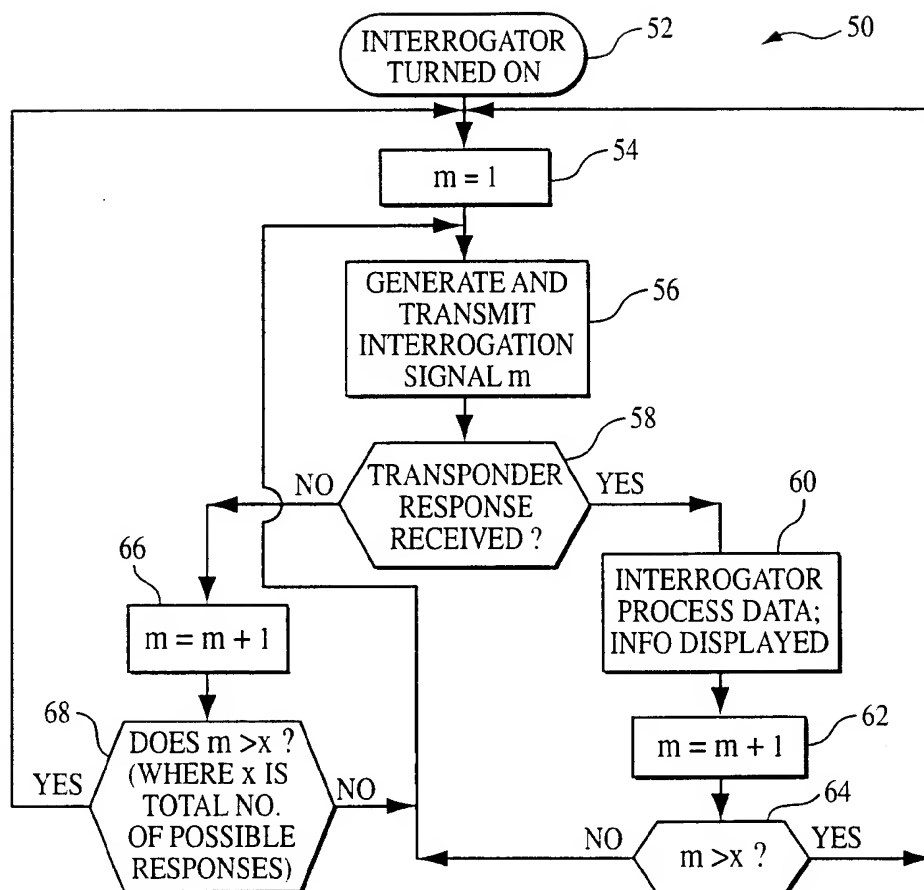 INTERROGATOR
TURNED ON
52
50
m = 1
54
GENERATE AND
TRANSMIT
INTERROGATION
SIGNAL m
56
58
NO
TRANSPONDER
RESPONSE
RECEIVED ?
YES
60
66
INTERROGATOR
PROCESS DATA;
INFO DISPLAYED
m = m + 1
62
m = m + 1
68
DOES m >x ?
(WHERE x IS
TOTAL NO.
OF POSSIBLE
RESPONSES)
YES
NO
64
NO
m >x ?
YES